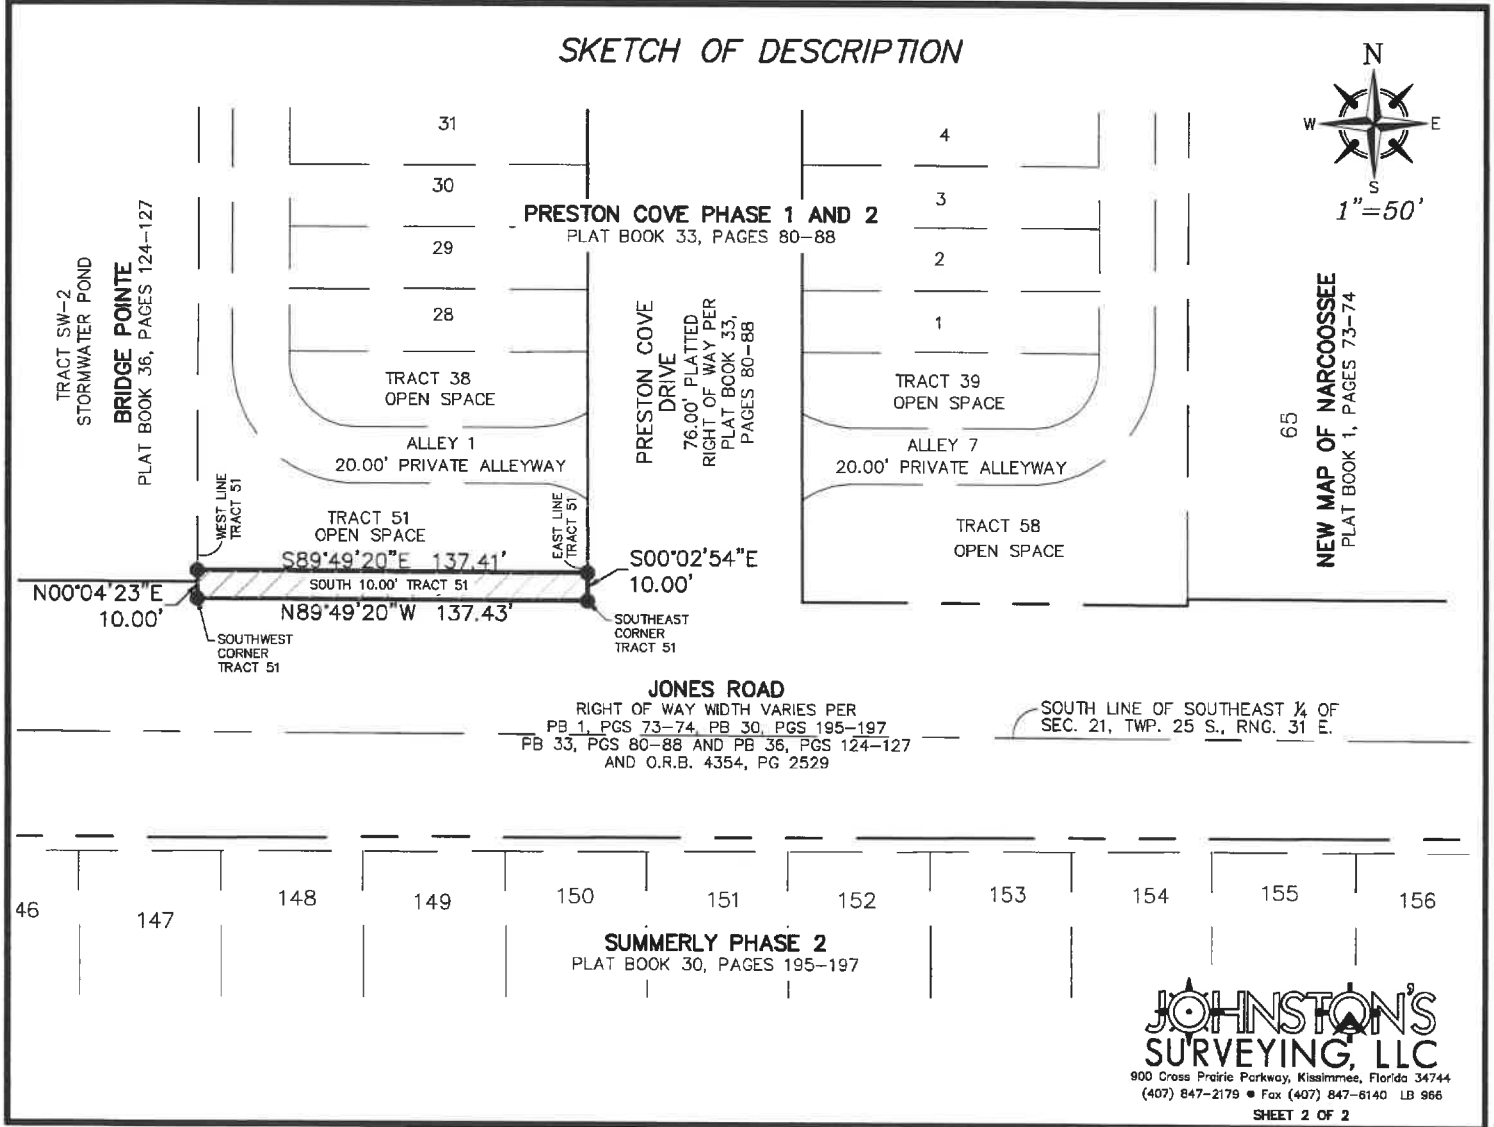 SKETCH OF DESCRIPTION
N
W
E
S
1"=50'
31
30
29
28
4
3
2
1
PRESTON COVE PHASE 1 AND 2
PLAT BOOK 33, PAGES 80-88
TRACT SW-2
STORMWATER POND
BRIDGE POINTE
PLAT BOOK 36, PAGES 124-127
PRESTON COVE
DRIVE
76.00' PLATTED
RIGHT OF WAY PER
PLAT BOOK 33,
PAGES 80-88
65
NEW MAP OF NARCOOSSEE
PLAT BOOK 1, PAGES 73-74
TRACT 38
OPEN SPACE
TRACT 39
OPEN SPACE
ALLEY 1
20.00' PRIVATE ALLEYWAY
ALLEY 7
20.00' PRIVATE ALLEYWAY
WEST LINE
TRACT 51
TRACT 51
OPEN SPACE
EAST LINE
TRACT 51
TRACT 58
OPEN SPACE
S89°49'20"E 137.41'
S00°02'54"E
10.00'
SOUTH 10.00' TRACT 51
N00°04'23"E
10.00'
N89°49'20"W 137.43'
SOUTHWEST
CORNER
TRACT 51
SOUTHEAST
CORNER
TRACT 51
JONES ROAD
RIGHT OF WAY WIDTH VARIES PER
PB 1, PGS 73-74, PB 30, PGS 195-197
PB 33, PGS 80-88 AND PB 36, PGS 124-127
AND O.R.B. 4354, PG 2529
SOUTH LINE OF SOUTHEAST ¼ OF
SEC. 21, TWP. 25 S., RNG. 31 E.
46
147
148
149
150
151
152
153
154
155
156
SUMMERLY PHASE 2
PLAT BOOK 30, PAGES 195-197
JOHNSTON'S
SURVEYING, LLC
900 Cross Prairie Parkway, Kissimmee, Florida 34744
(407) 847-2179 ● Fax (407) 847-6140 LB 966
SHEET 2 OF 2